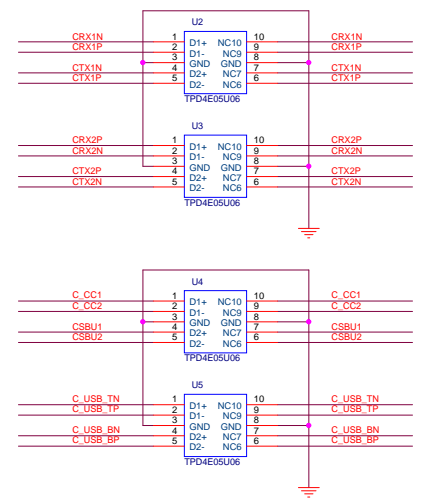 U2
CRX1N 1 D1+ NC10 10 CRX1N
CRX1P 2 D1- NC9 9 CRX1P
3 GND GND 8
CTX1N 4 D2+ NC7 7 CTX1N
CTX1P 5 D2- NC6 6 CTX1P
TPD4E05U06
U3
CRX2P 1 D1+ NC10 10 CRX2P
CRX2N 2 D1- NC9 9 CRX2N
3 GND GND 8
CTX2P 4 D2+ NC7 7 CTX2P
CTX2N 5 D2- NC6 6 CTX2N
TPD4E05U06
U4
C_CC1 1 D1+ NC10 10 C_CC1
C_CC2 2 D1- NC9 9 C_CC2
3 GND GND 8
CSBU1 4 D2+ NC7 7 CSBU1
CSBU2 5 D2- NC6 6 CSBU2
TPD4E05U06
U5
C_USB_TN 1 D1+ NC10 10 C_USB_TN
C_USB_TP 2 D1- NC9 9 C_USB_TP
3 GND GND 8
C_USB_BN 4 D2+ NC7 7 C_USB_BN
C_USB_BP 5 D2- NC6 6 C_USB_BP
TPD4E05U06